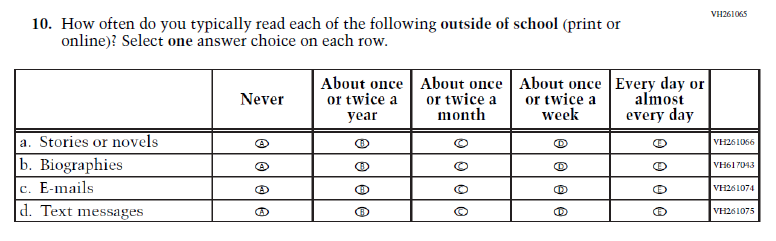 VH261065
10. How often do you typically read each of the following outside of school (print or
online)? Select one answer choice on each row.
Never
About once
or twice a
year
About once
or twice a
month
About once
or twice a
week
Every day or
almost
every day
a. Stories or novels A B C D E VH261066
b. Biographies A B C D E VH617043
c. E-mails A B C D E VH261074
d. Text messages A B C D E VH261075